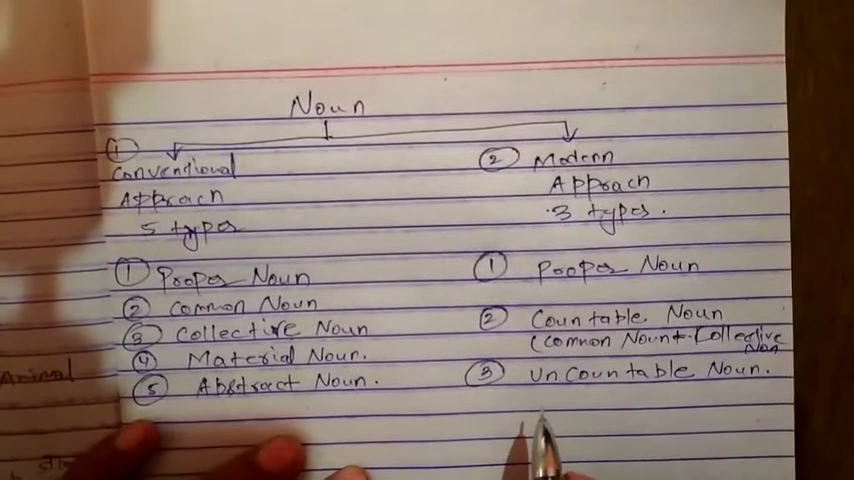 Noun
①
Conventional
Approach
5 types
② Modern
Approach
3 types.
① Proper Noun
② Common Noun
③ Collective Noun
④ Material Noun.
⑤ Abstract Noun.
① Proper Noun
② Countable Noun
(Common Noun + Collective
Noun
③ Uncountable Noun.
Animal